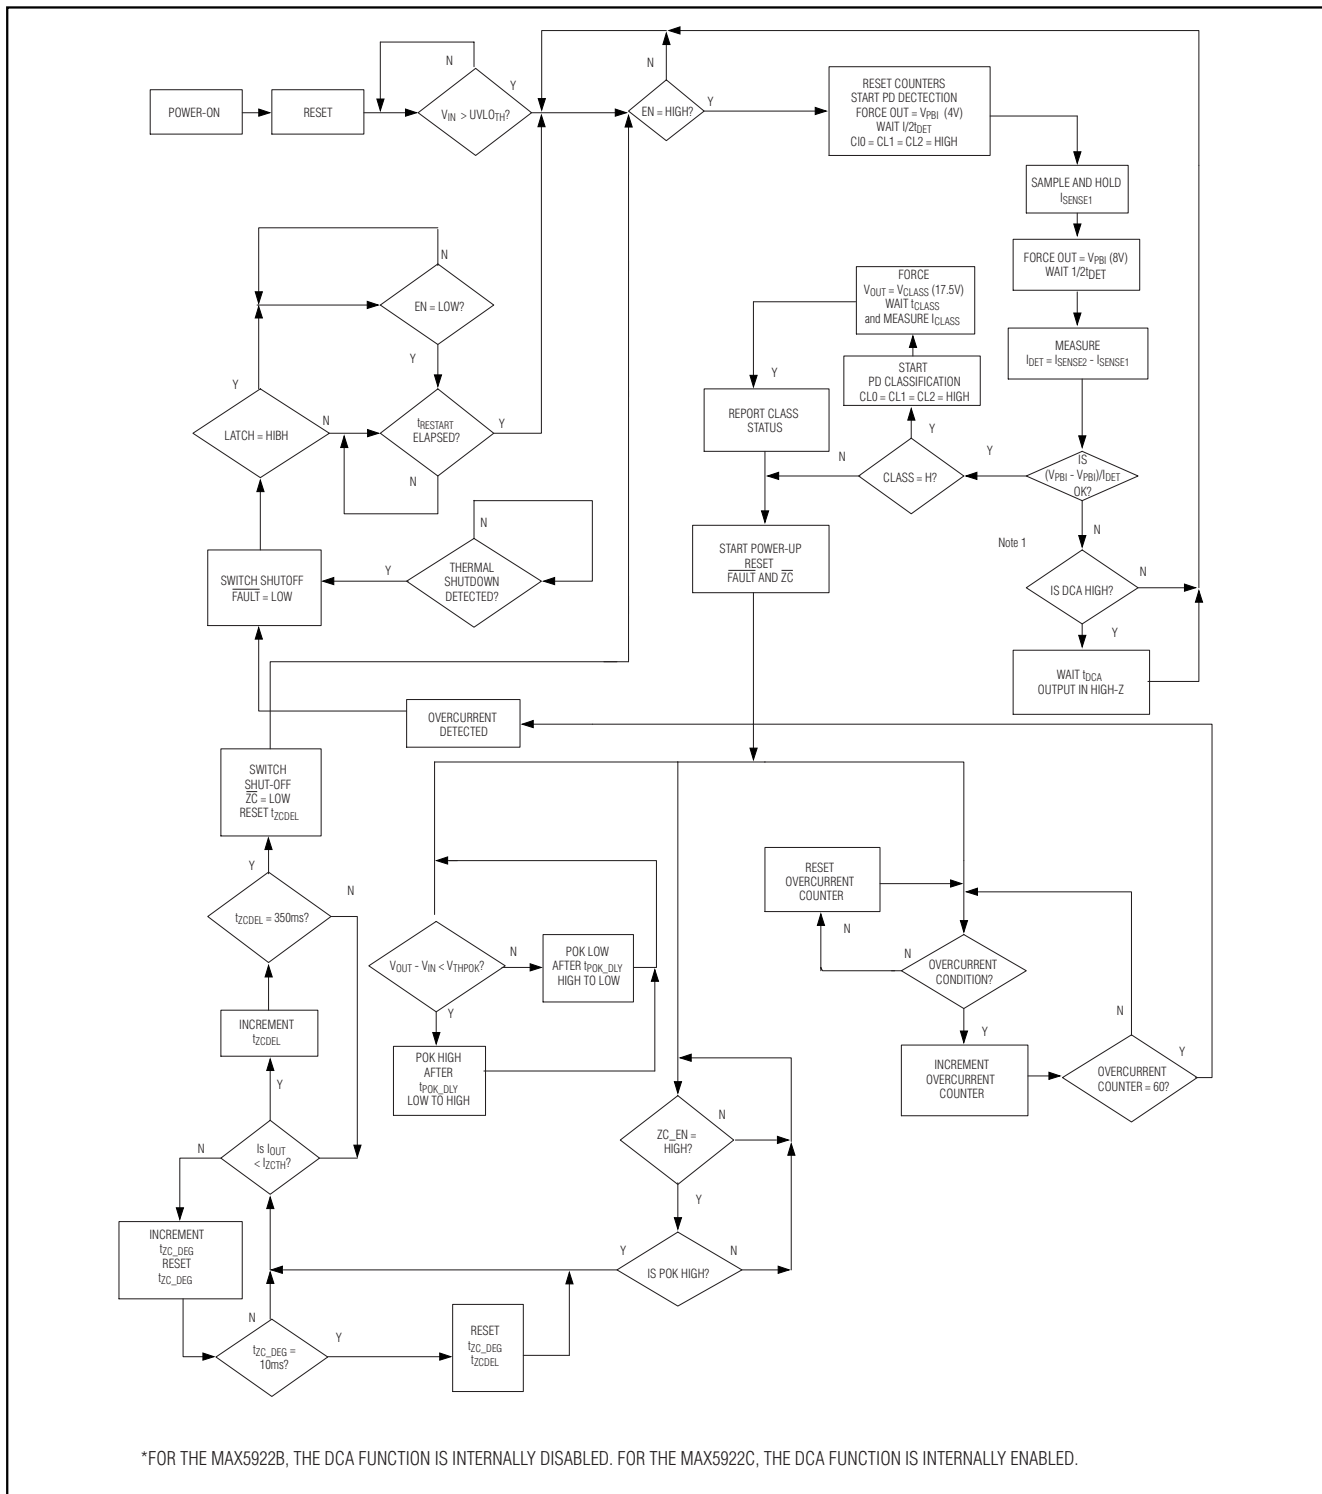 N
Y
N
POWER-ON
RESET
VIN > UVLOTH?
EN = HIGH?
Y
RESET COUNTERS
START PD DECTECTION
FORCE OUT = VPBI (4V)
WAIT I/2tDET
Cl0 = CL1 = CL2 = HIGH
SAMPLE AND HOLD
ISENSE1
FORCE OUT = VPBI (8V)
WAIT 1/2tDET
MEASURE
IDET = ISENSE2 - ISENSE1
IS
(VPBI - VPBI)/IDET
OK?
Y
N
Note 1
IS DCA HIGH?
N
Y
WAIT tDCA
OUTPUT IN HIGH-Z
FORCE
VOUT = VCLASS (17.5V)
WAIT tCLASS
and MEASURE ICLASS
START
PD CLASSIFICATION
CL0 = CL1 = CL2 = HIGH
Y
CLASS = H?
N
Y
REPORT CLASS
STATUS
START POWER-UP
RESET
FAULT AND ZC
N
EN = LOW?
Y
Y
LATCH = HIBH
N
tRESTART
ELAPSED?
Y
N
N
THERMAL
SHUTDOWN
DETECTED?
Y
SWITCH SHUTOFF
FAULT = LOW
OVERCURRENT
DETECTED
SWITCH
SHUT-OFF
ZC = LOW
RESET tZCDEL
Y
N
tZCDEL = 350ms?
INCREMENT
tZCDEL
Y
N
Is IOUT
< IZCTH?
INCREMENT
tZC_DEG
RESET
tZC_DEG
N
tZC_DEG =
10ms?
Y
RESET
tZC_DEG
tZCDEL
VOUT - VIN < VTHPOK?
N
POK LOW
AFTER tPOK_DLY
HIGH TO LOW
Y
POK HIGH
AFTER
tPOK_DLY
LOW TO HIGH
ZC_EN =
HIGH?
N
Y
Y
IS POK HIGH?
N
RESET
OVERCURRENT
COUNTER
N
N
OVERCURRENT
CONDITION?
Y
INCREMENT
OVERCURRENT
COUNTER
N
OVERCURRENT
COUNTER = 60?
Y
*FOR THE MAX5922B, THE DCA FUNCTION IS INTERNALLY DISABLED. FOR THE MAX5922C, THE DCA FUNCTION IS INTERNALLY ENABLED.